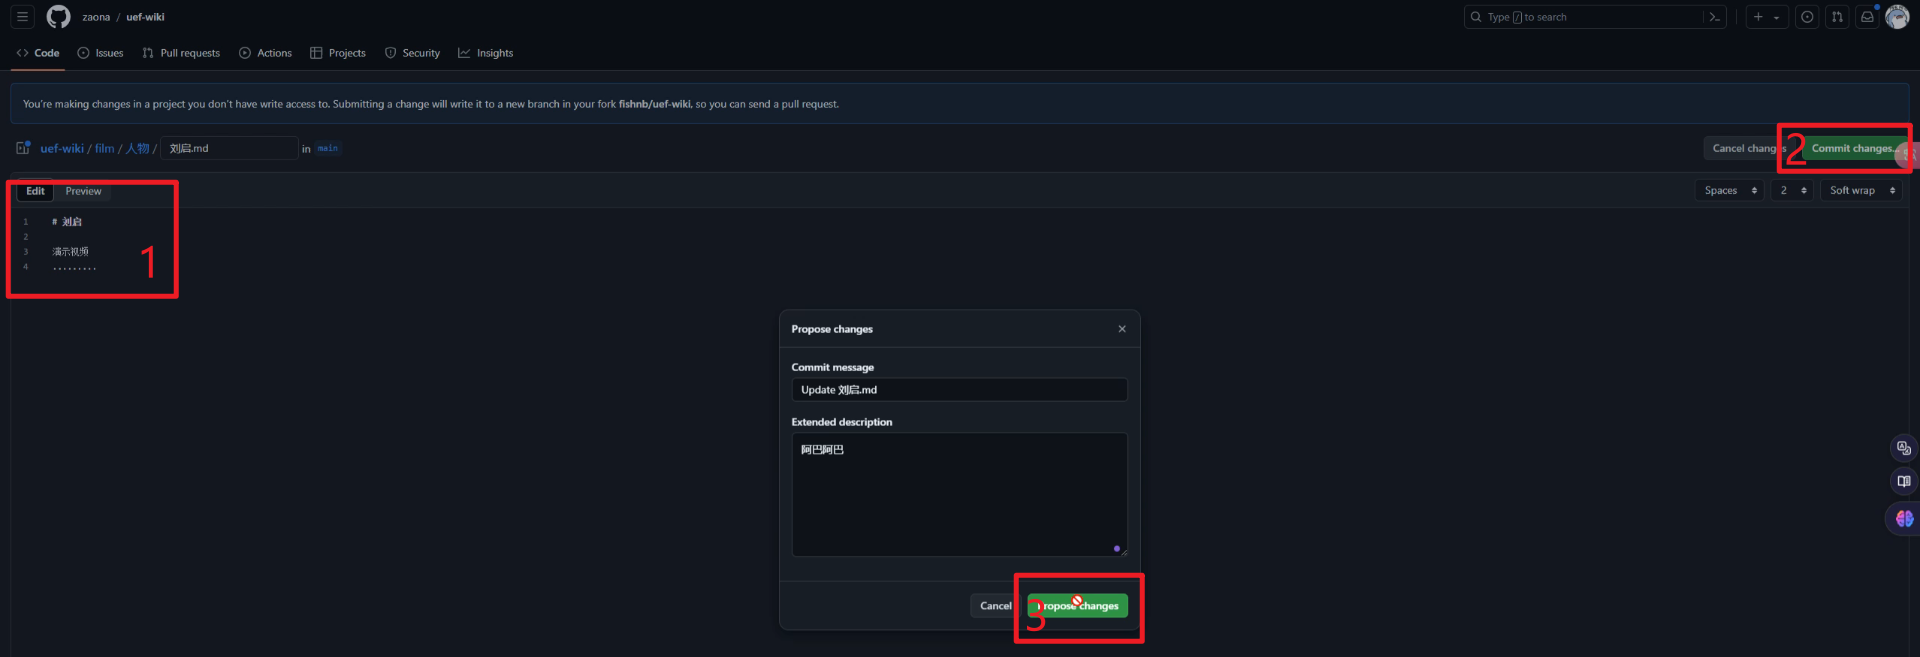 zaona / uef-wiki
Type / to search
Code Issues Pull requests Actions Projects Security Insights
You're making changes in a project you don't have write access to. Submitting a change will write it to a new branch in your fork fishnb/uef-wiki, so you can send a pull request.
uef-wiki / film / 人物 / 刘启.md in main
Cancel changes
2
Commit changes...
Edit Preview
Spaces 2 Soft wrap
1 # 刘启
2
3 演示视频
4 .........
1
Propose changes
Commit message
Update 刘启.md
Extended description
阿巴阿巴
Cancel
Propose changes
3